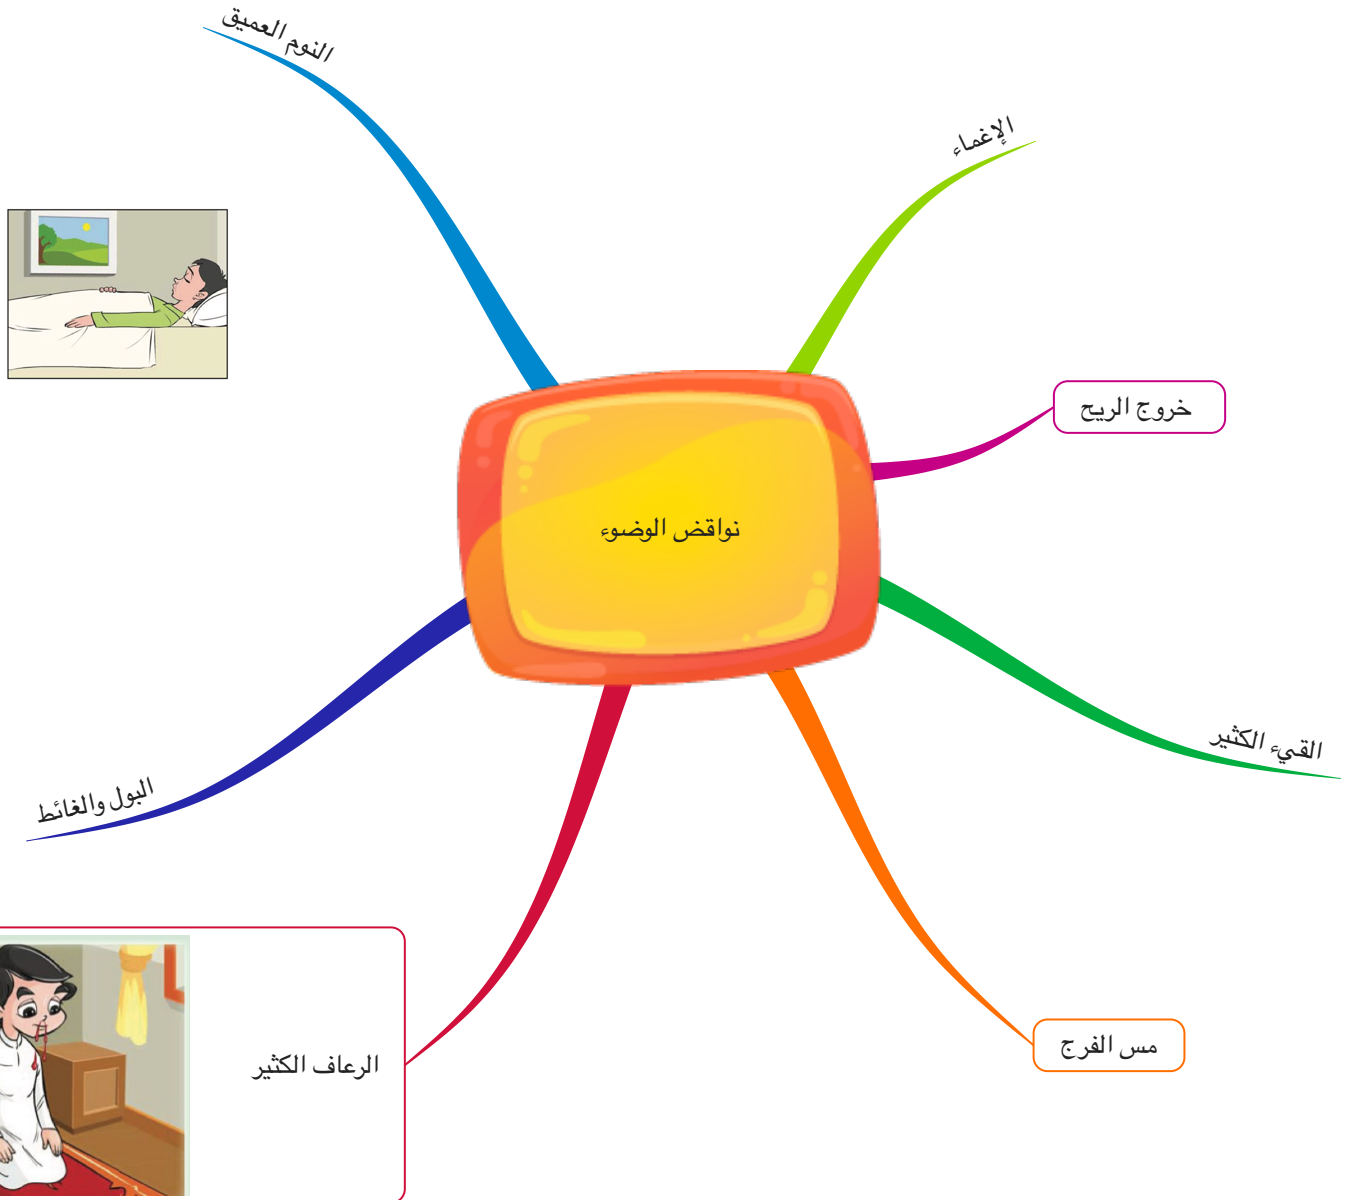 النوم العميق
الإغماء
خروج الريح
نواقض الوضوء
القيء الكثير
البول والغائط
مس الفرج
الرعاف الكثير